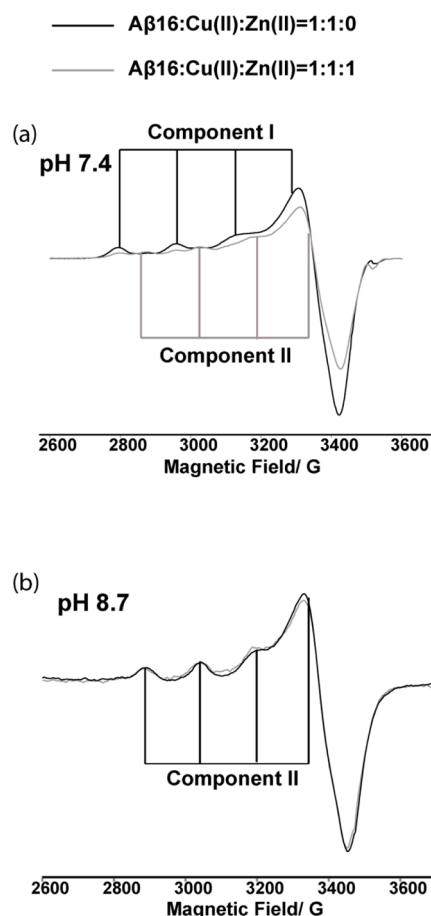 Aβ16:Cu(II):Zn(II)=1:1:0
Aβ16:Cu(II):Zn(II)=1:1:1
(a)
Component I
pH 7.4
Component II
2600 2800 3000 3200 3400 3600
Magnetic Field/ G
(b)
pH 8.7
Component II
2600 2800 3000 3200 3400 3600
Magnetic Field/ G